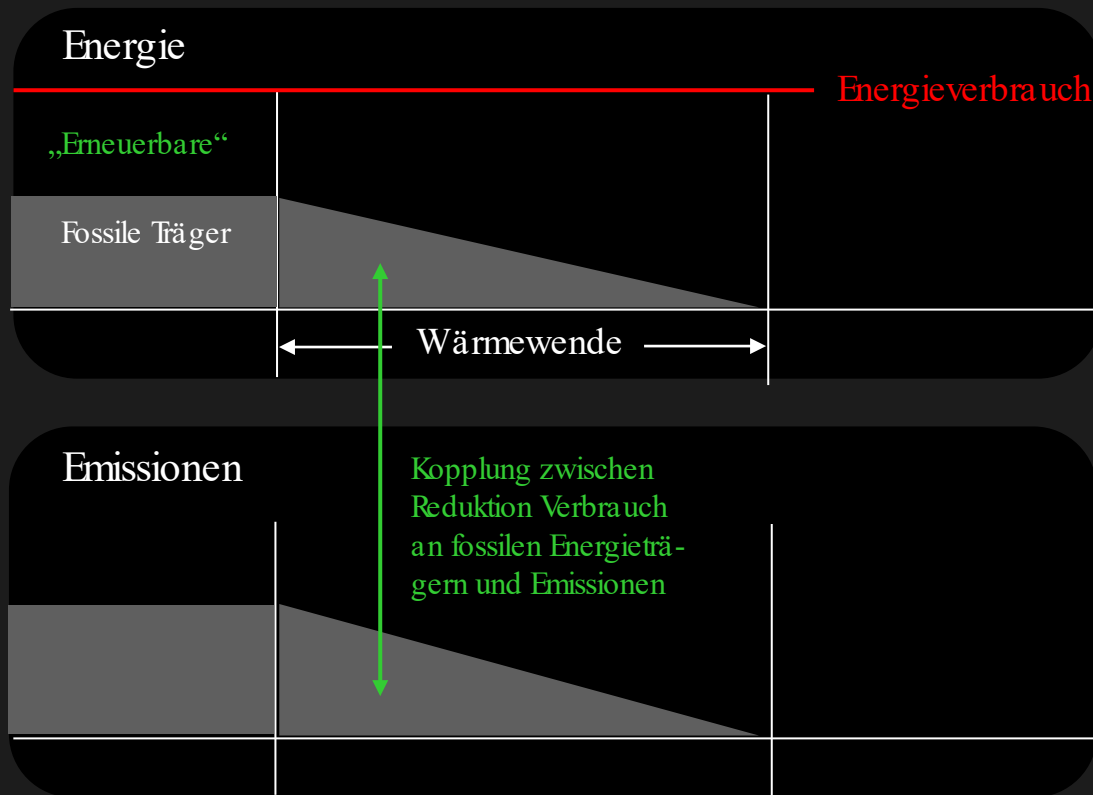 Energie
Energieverbrauch
„Erneuerbare“
Fossile Träger
Wärmewende
Emissionen
Kopplung zwischen
Reduktion Verbrauch
an fossilen Energieträ-
gern und Emissionen